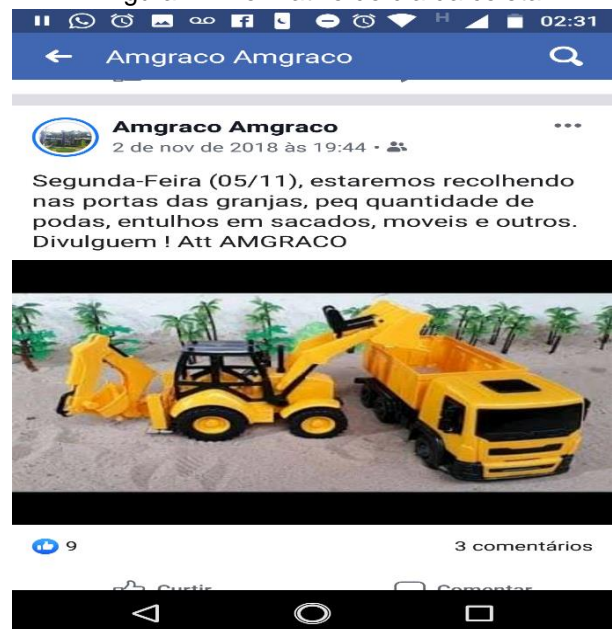 H 02:31
Amgraco Amgraco
Amgraco Amgraco
2 de nov de 2018 às 19:44 •
Segunda-Feira (05/11), estaremos recolhendo
nas portas das granjas, peq quantidade de
podas, entulhos em sacados, moveis e outros.
Divulguem ! Att AMGRACO
9 3 comentários
Curtir Comentar